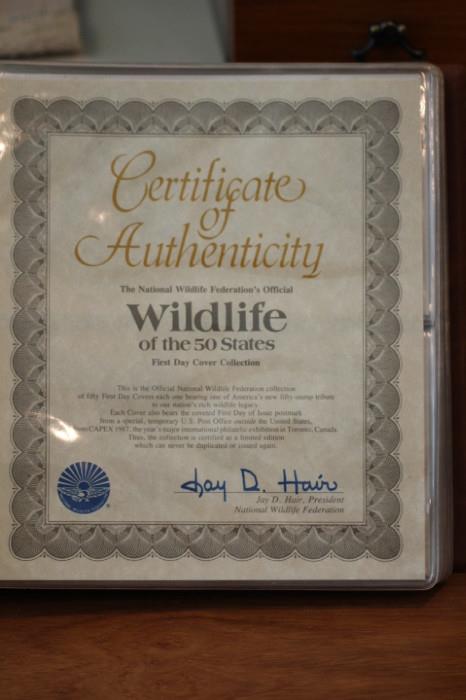 Certificate
of
Authenticity
The National Wildlife Federation's Official
Wildlife
of the 50 States
First Day Cover Collection
This is the Official National Wildlife Federation collection
of fifty First Day Covers each one bearing one of America's new fifty-stamp tribute
to our nation's rich wildlife legacy.
Each Cover also bears the coveted First Day of Issue postmark
from a special, temporary U.S. Post Office outside the United States,
CAPEX 1987, the year's major international philatelic exhibition in Toronto, Canada.
Thus, the collection is certified as a limited edition
which can never be duplicated or issued again.
Jay D. Hair
Jay D. Hair, President
National Wildlife Federation